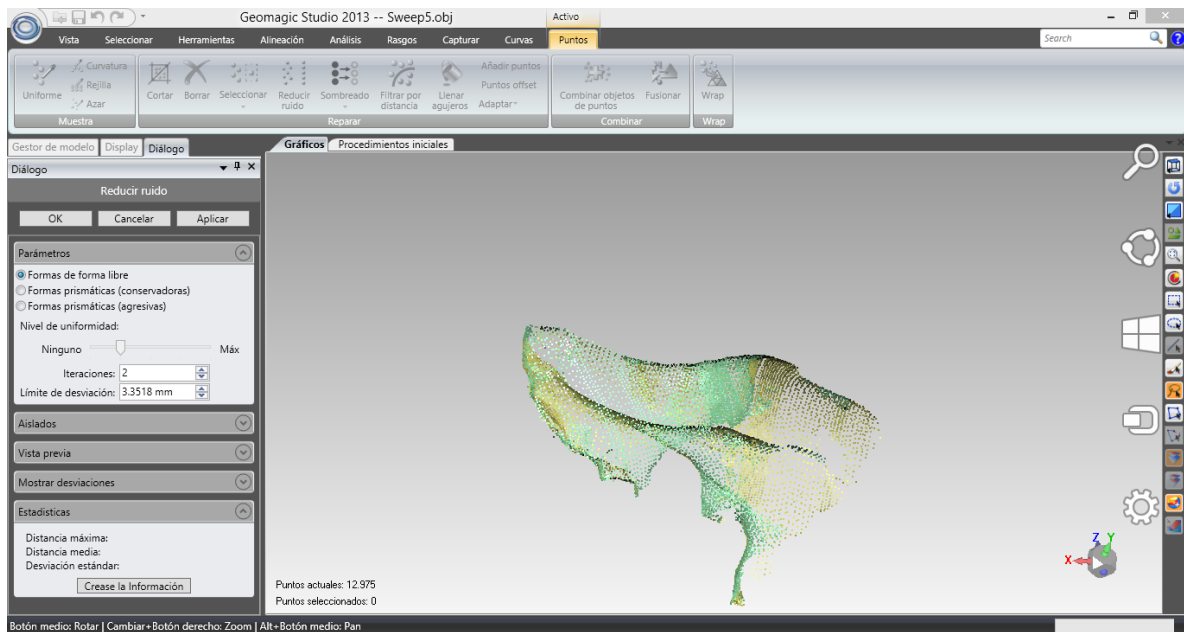 Geomagic Studio 2013 -- Sweep5.obj
Activo
Vista Seleccionar Herramientas Alineación Análisis Rasgos Capturar Curvas Puntos
Search
Uniforme
Curvatura
Rejilla
Azar
Muestra
Cortar
Borrar
Seleccionar
Reducir ruido
Sombreado
Filtrar por distancia
Llenar agujeros
Añadir puntos
Puntos offset
Adaptar
Reparar
Combinar objetos de puntos
Fusionar
Combinar
Wrap
Wrap
Gestor de modelo Display Diálogo
Gráficos Procedimientos iniciales
Diálogo
Reducir ruido
OK Cancelar Aplicar
Parámetros
Formas de forma libre
Formas prismáticas (conservadoras)
Formas prismáticas (agresivas)
Nivel de uniformidad:
Ninguno Máx
Iteraciones: 2
Límite de desviación: 3.3518 mm
Aislados
Vista previa
Mostrar desviaciones
Estadisticas
Distancia máxima:
Distancia media:
Desviación estándar:
Crease la Información
Puntos actuales: 12.975
Puntos seleccionados: 0
Z Y
X
Botón medio: Rotar | Cambiar+Botón derecho: Zoom | Alt+Botón medio: Pan